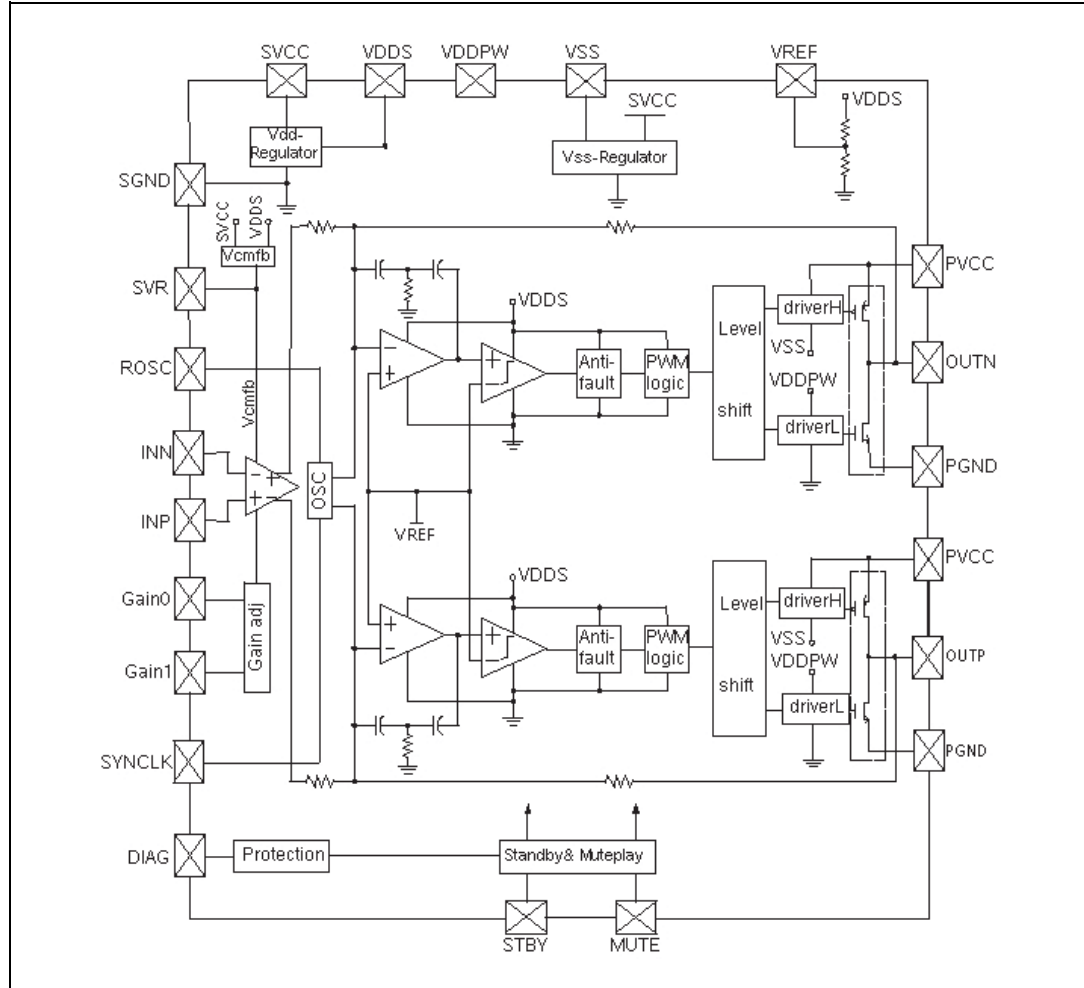 SVCC
VDDS
VDDPW
VSS
VREF
SVCC
VDDS
Vdd-
Regulator
Vss-Regulator
SGND
SVCC
VDDS
Vcmfb
SVR
PVCC
VDDS
driverH
Level
shift
VSS
Anti-
fault
PWM
logic
ROSC
OUTN
VDDPW
Vcmfb
driverL
INN
PGND
OSC
INP
VREF
PVCC
VDDS
Gain0
driverH
Level
shift
Gain adj
Anti-
fault
PWM
logic
VSS
VDDPW
OUTP
Gain1
driverL
SYNCLK
PGND
DIAG
Protection
Standby& Muteplay
STBY
MUTE